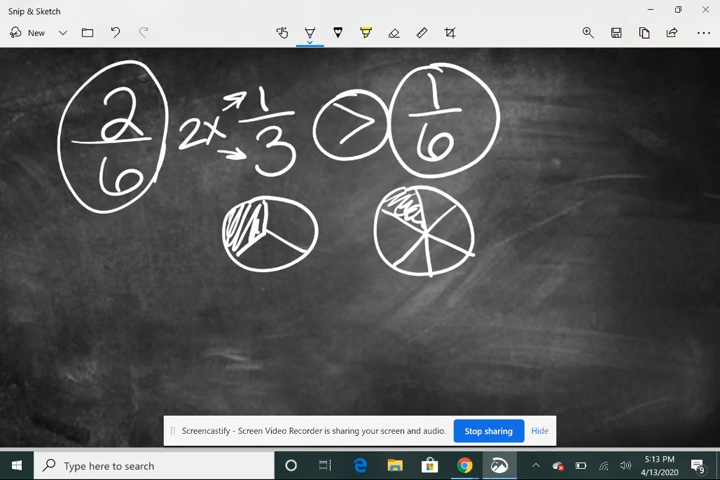 Snip & Sketch
New
2/6 2x 1/3 > 1/6
Screencastify - Screen Video Recorder is sharing your screen and audio.
Stop sharing
Hide
Type here to search
5:13 PM
4/13/2020
9